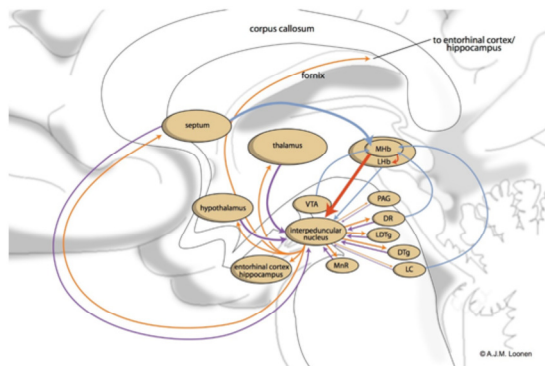 corpus callosum
to entorhinal cortex/
hippocampus
fornix
septum
thalamus
MHb
LHb
hypothalamus
VTA
PAG
DR
interpeduncular
nucleus
LDTg
DTg
entorhinal cortex
hippocampus
MnR
LC
© A.J.M. Loonen